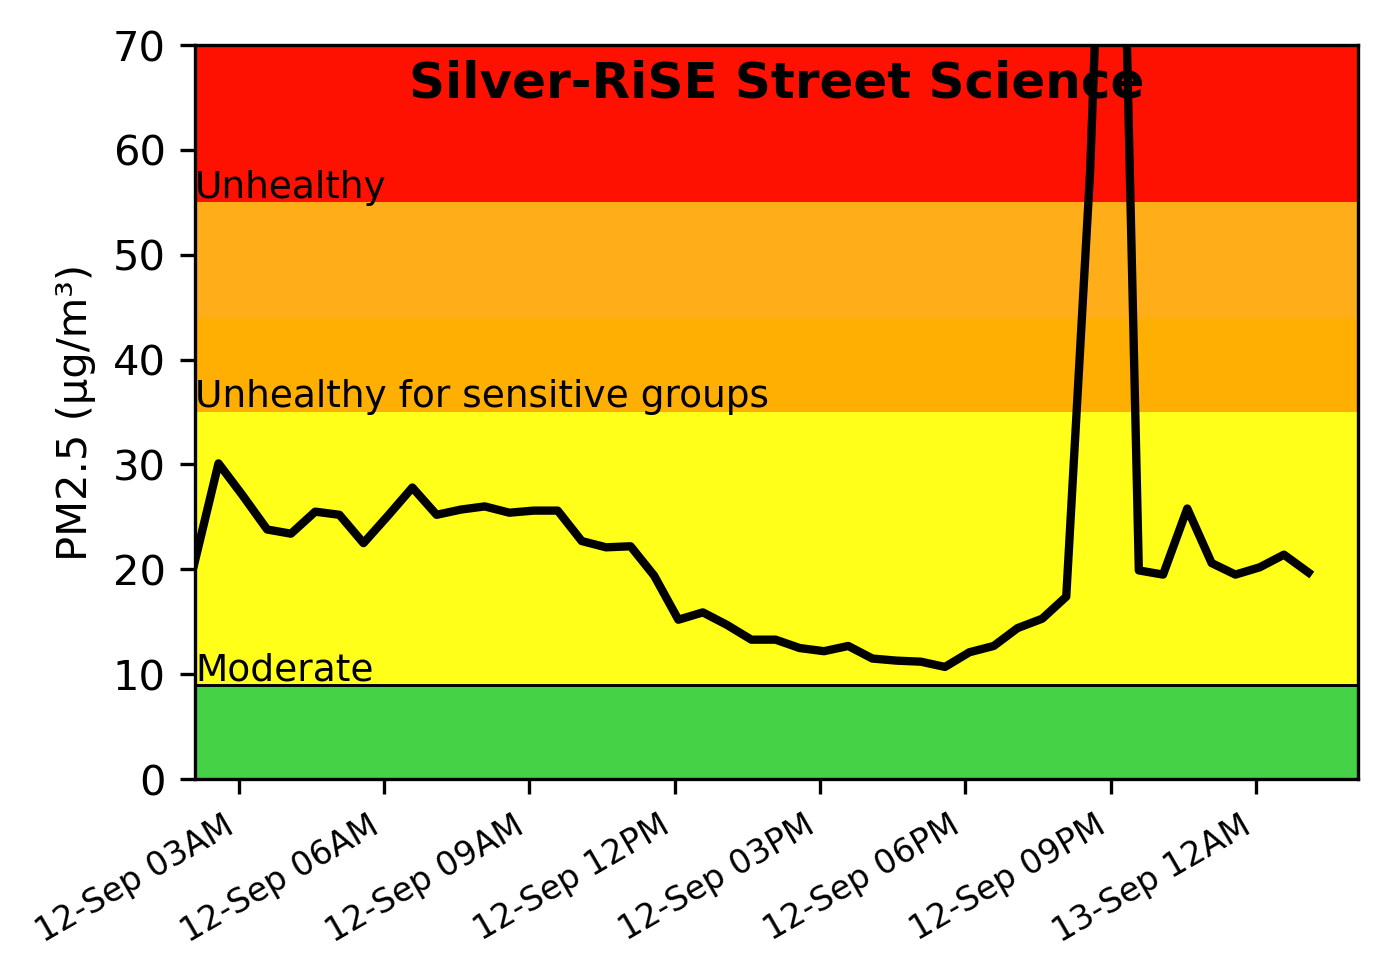 Silver-RiSE Street Science
70
60
Unhealthy
50
40
Unhealthy for sensitive groups
30
20
10
Moderate
0
PM2.5 (µg/m³)
12-Sep 03AM
12-Sep 06AM
12-Sep 09AM
12-Sep 12PM
12-Sep 03PM
12-Sep 06PM
12-Sep 09PM
13-Sep 12AM